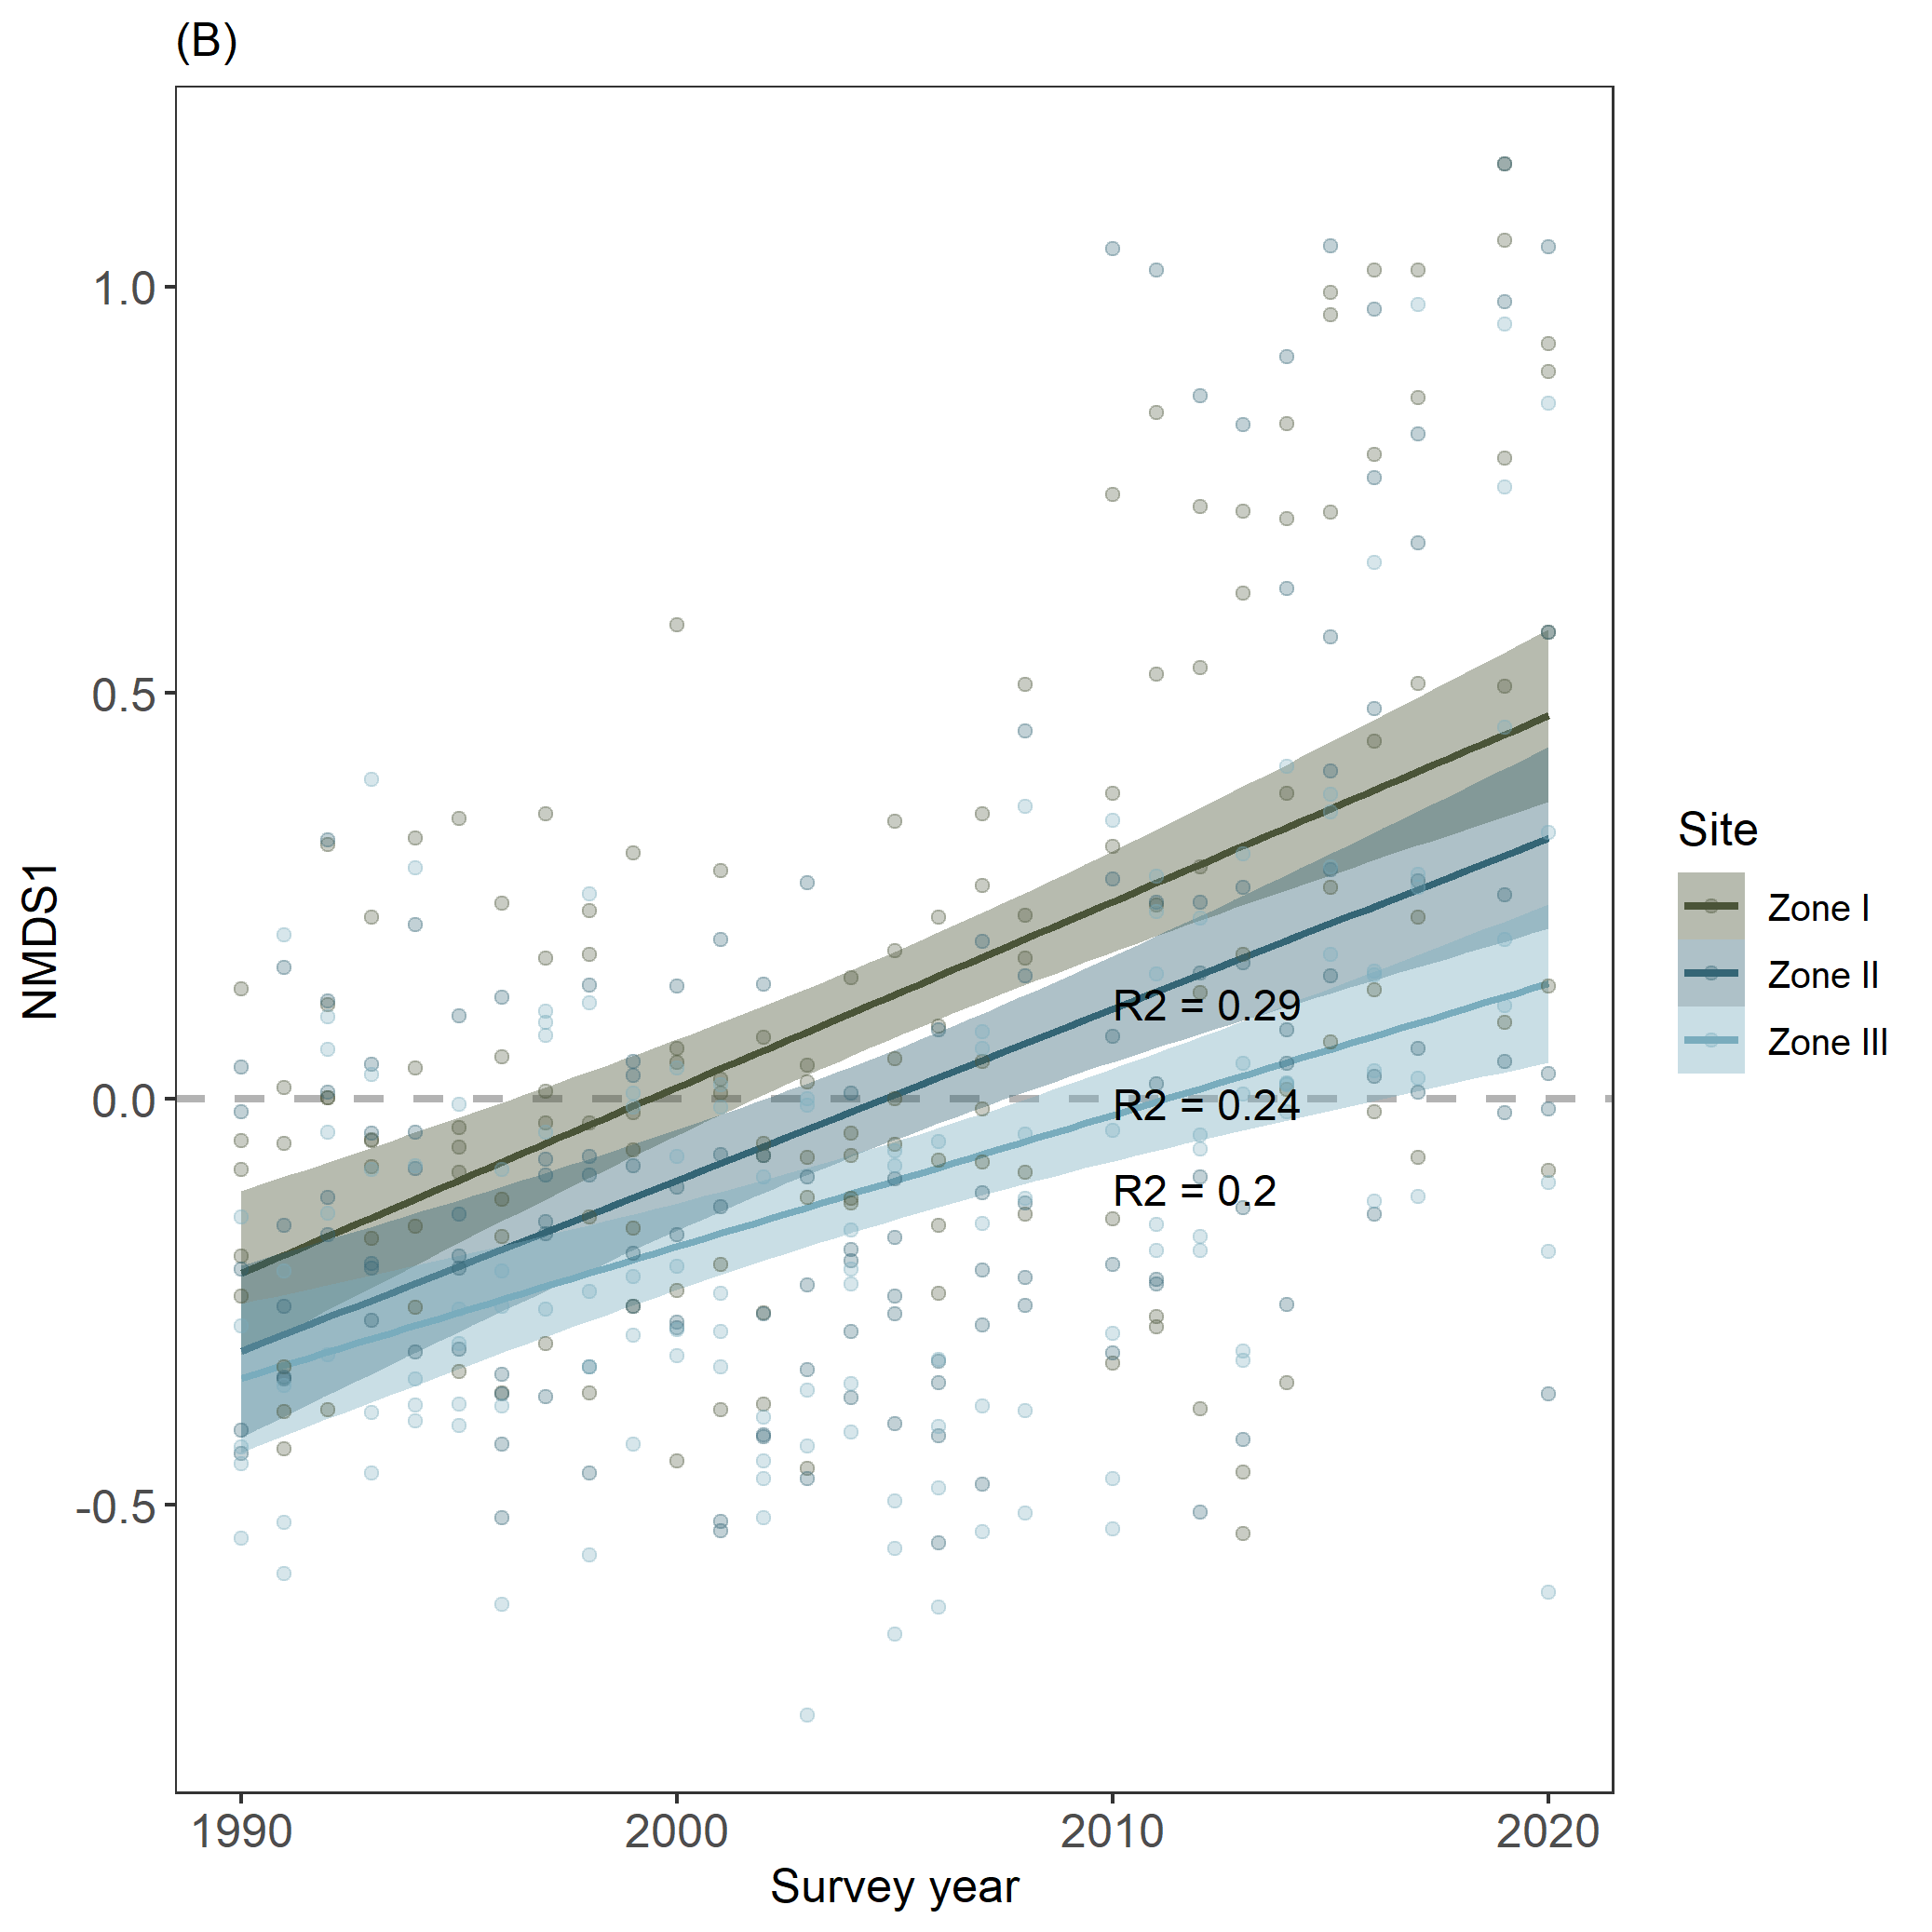 (B)
1.0
0.5
0.0
-0.5
NMDS1
R2 = 0.29
R2 = 0.24
R2 = 0.2
1990 2000 2010 2020
Survey year
Site
Zone I
Zone II
Zone III